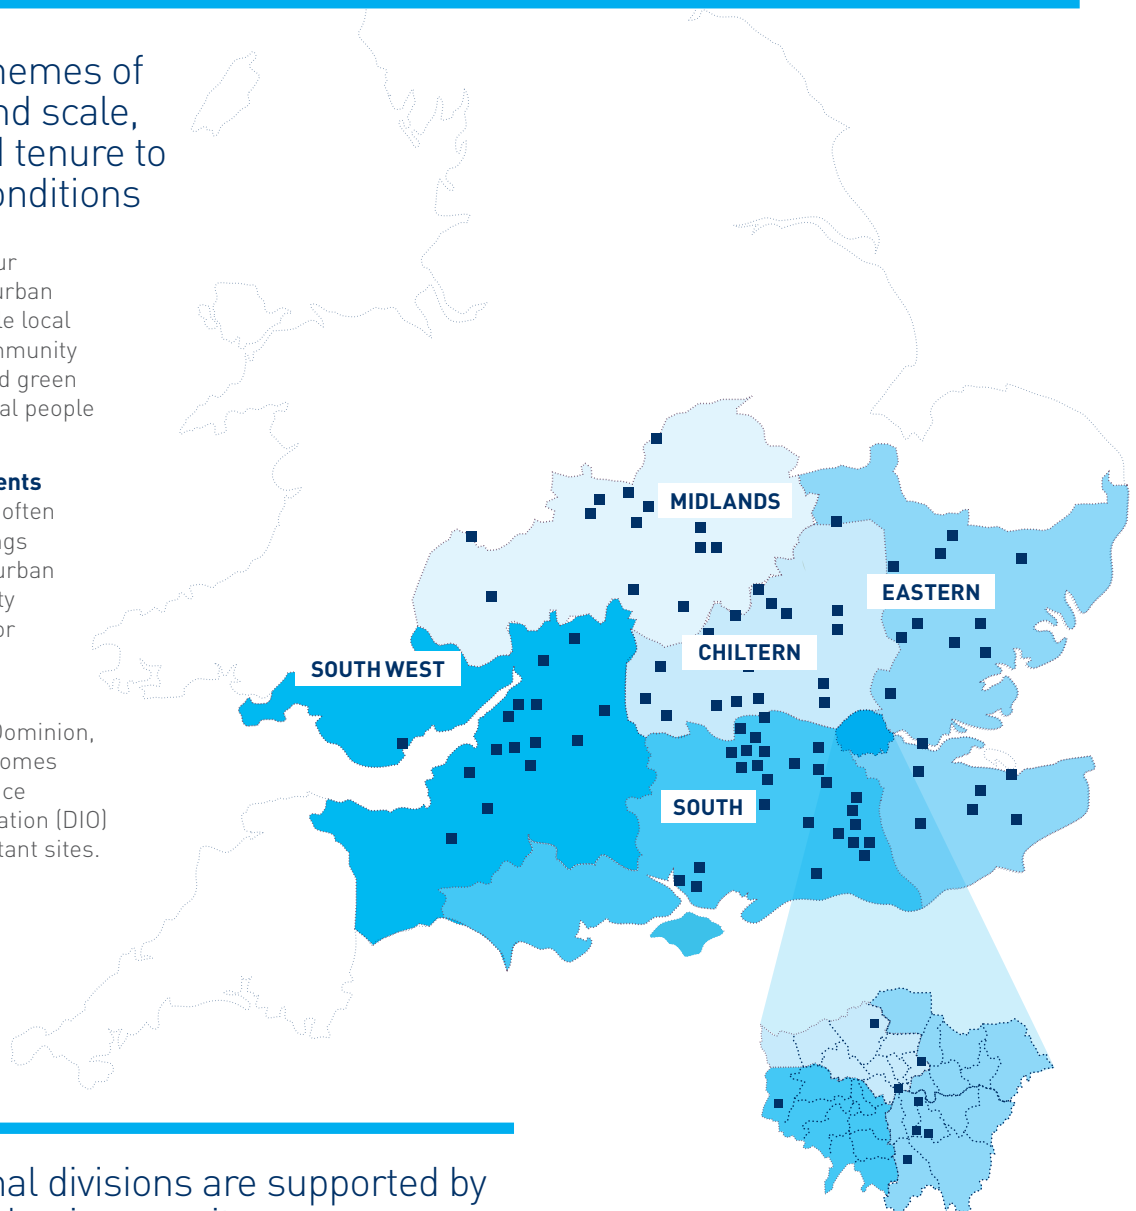 hemes of
nd scale,
d tenure to
onditions
ur
urban
le local
mmunity
d green
al people
ents
often
gs
urban
ty
or
Dominion,
omes
ce
ation (DIO)
tant sites.
MIDLANDS
EASTERN
CHILTERN
SOUTH WEST
SOUTH
nal divisions are supported by